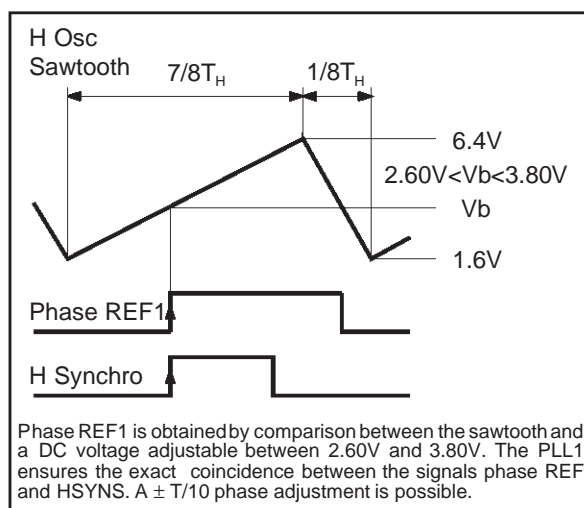 H Osc
Sawtooth
7/8TH
1/8TH
6.4V
2.60V<Vb<3.80V
Vb
1.6V
Phase REF1
H Synchro
Phase REF1 is obtained by comparison between the sawtooth and
a DC voltage adjustable between 2.60V and 3.80V. The PLL1
ensures the exact coincidence between the signals phase REF
and HSYNS. A ± T/10 phase adjustment is possible.